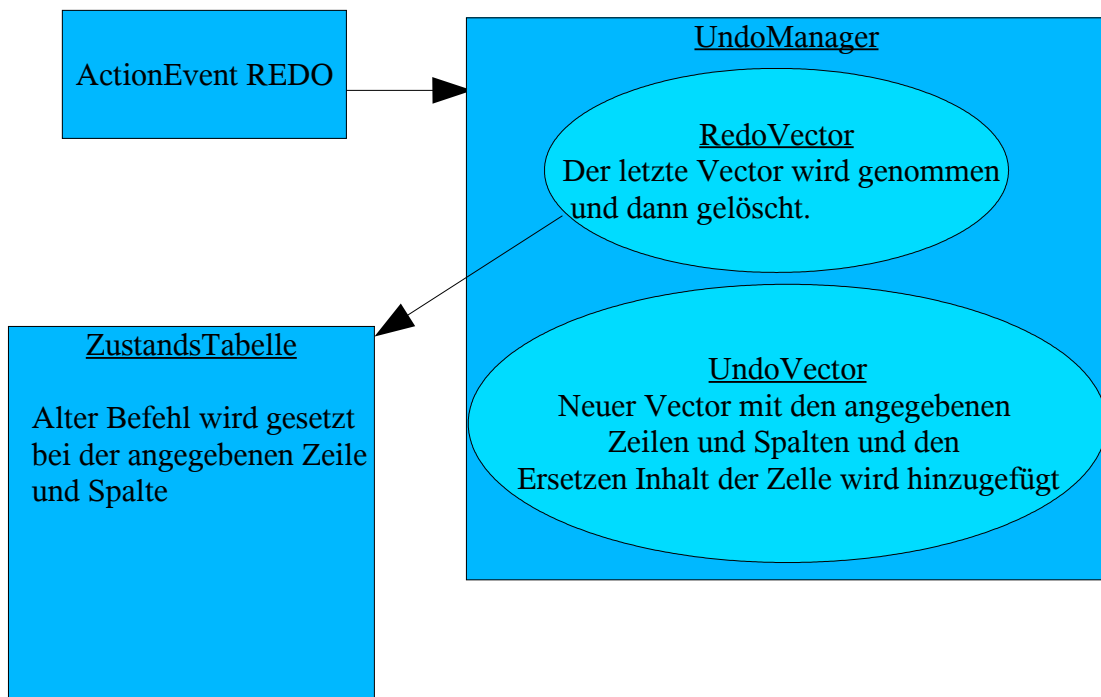 ActionEvent REDO
UndoManager
RedoVector
Der letzte Vector wird genommen
und dann gelöscht.
ZustandsTabelle
Alter Befehl wird gesetzt
bei der angegebenen Zeile
und Spalte
UndoVector
Neuer Vector mit den angegebenen
Zeilen und Spalten und den
Ersetzen Inhalt der Zelle wird hinzugefügt